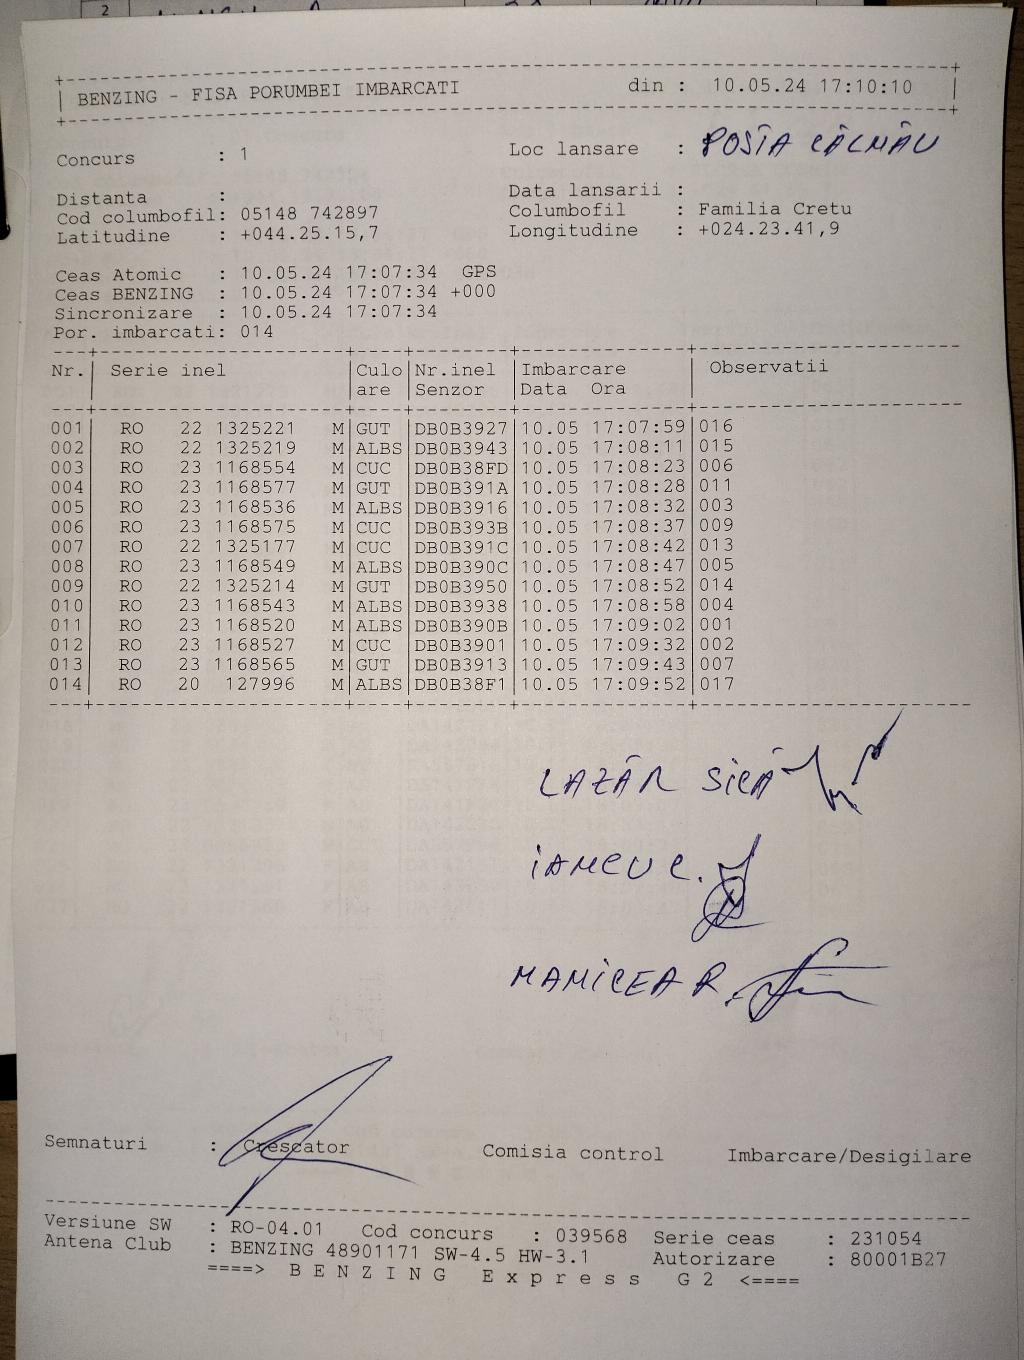 2
BENZING - FISA PORUMBEI IMBARCATI din : 10.05.24 17:10:10
Concurs : 1 Loc lansare : POSTA CÂLNĂU
Distanta : Data lansarii :
Cod columbofil: 05148 742897 Columbofil : Familia Cretu
Latitudine : +044.25.15,7 Longitudine : +024.23.41,9
Ceas Atomic : 10.05.24 17:07:34 GPS
Ceas BENZING : 10.05.24 17:07:34 +000
Sincronizare : 10.05.24 17:07:34
Por. imbarcati: 014
Nr. Serie inel Culo Nr.inel Imbarcare Observatii
are Senzor Data Ora
001 RO 22 1325221 M GUT DB0B3927 10.05 17:07:59 016
002 RO 22 1325219 M ALBS DB0B3943 10.05 17:08:11 015
003 RO 23 1168554 M CUC DB0B38FD 10.05 17:08:23 006
004 RO 23 1168577 M GUT DB0B391A 10.05 17:08:28 011
005 RO 23 1168536 M ALBS DB0B3916 10.05 17:08:32 003
006 RO 23 1168575 M CUC DB0B393B 10.05 17:08:37 009
007 RO 22 1325177 M CUC DB0B391C 10.05 17:08:42 013
008 RO 23 1168549 M ALBS DB0B390C 10.05 17:08:47 005
009 RO 22 1325214 M GUT DB0B3950 10.05 17:08:52 014
010 RO 23 1168543 M ALBS DB0B3938 10.05 17:08:58 004
011 RO 23 1168520 M ALBS DB0B390B 10.05 17:09:02 001
012 RO 23 1168527 M CUC DB0B3901 10.05 17:09:32 002
013 RO 23 1168565 M GUT DB0B3913 10.05 17:09:43 007
014 RO 20 127996 M ALBS DB0B38F1 10.05 17:09:52 017
LAZĂR SICĂ
IANCU C.
MANICEA R.
Semnaturi : Crescator Comisia control Imbarcare/Desigilare
Versiune SW : RO-04.01 Cod concurs : 039568 Serie ceas : 231054
Antena Club : BENZING 48901171 SW-4.5 HW-3.1 Autorizare : 80001B27
====> B E N Z I N G E x p r e s s G 2 <====